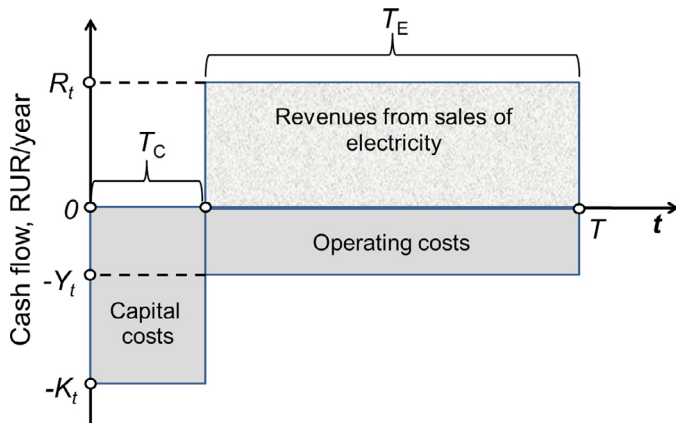 T_E
R_t
Revenues from sales of
electricity
T_C
Cash flow, RUR/year
0
T
t
Operating costs
-Y_t
Capital
costs
-K_t